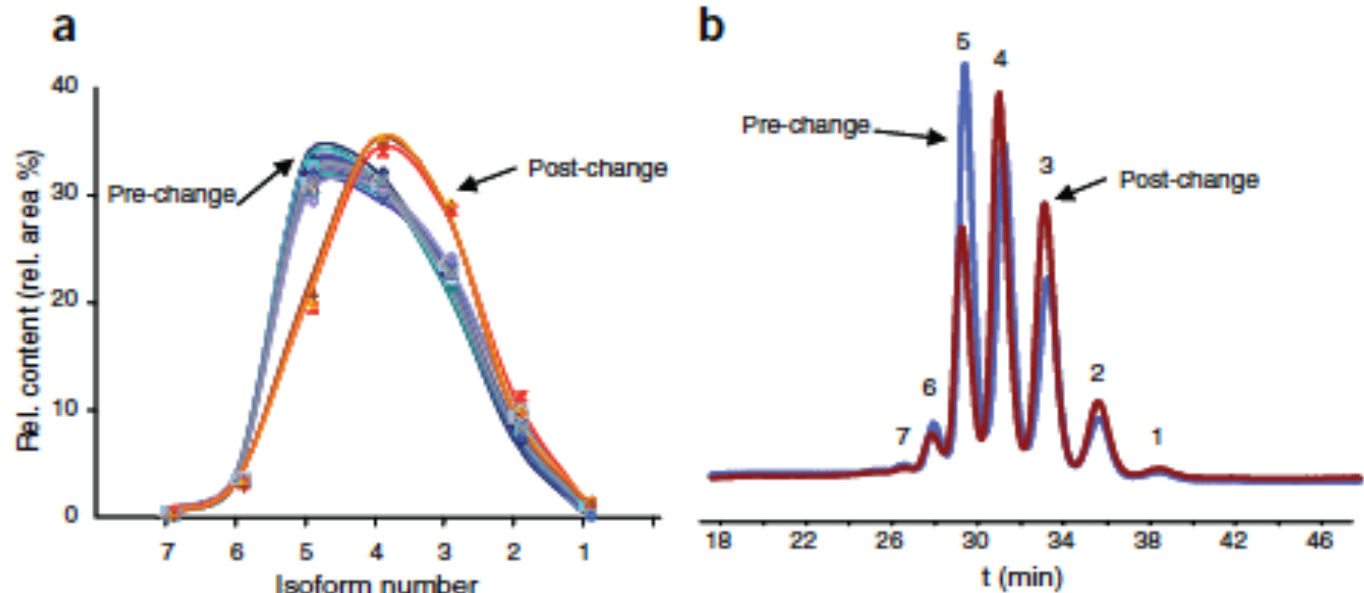 a
40
30
20
10
0
Rel. content (rel. area %)
Pre-change
Post-change
7 6 5 4 3 2 1
Isoform number
b
5
4
3
2
1
6
7
Pre-change
Post-change
18 22 26 30 34 38 42 46
t (min)